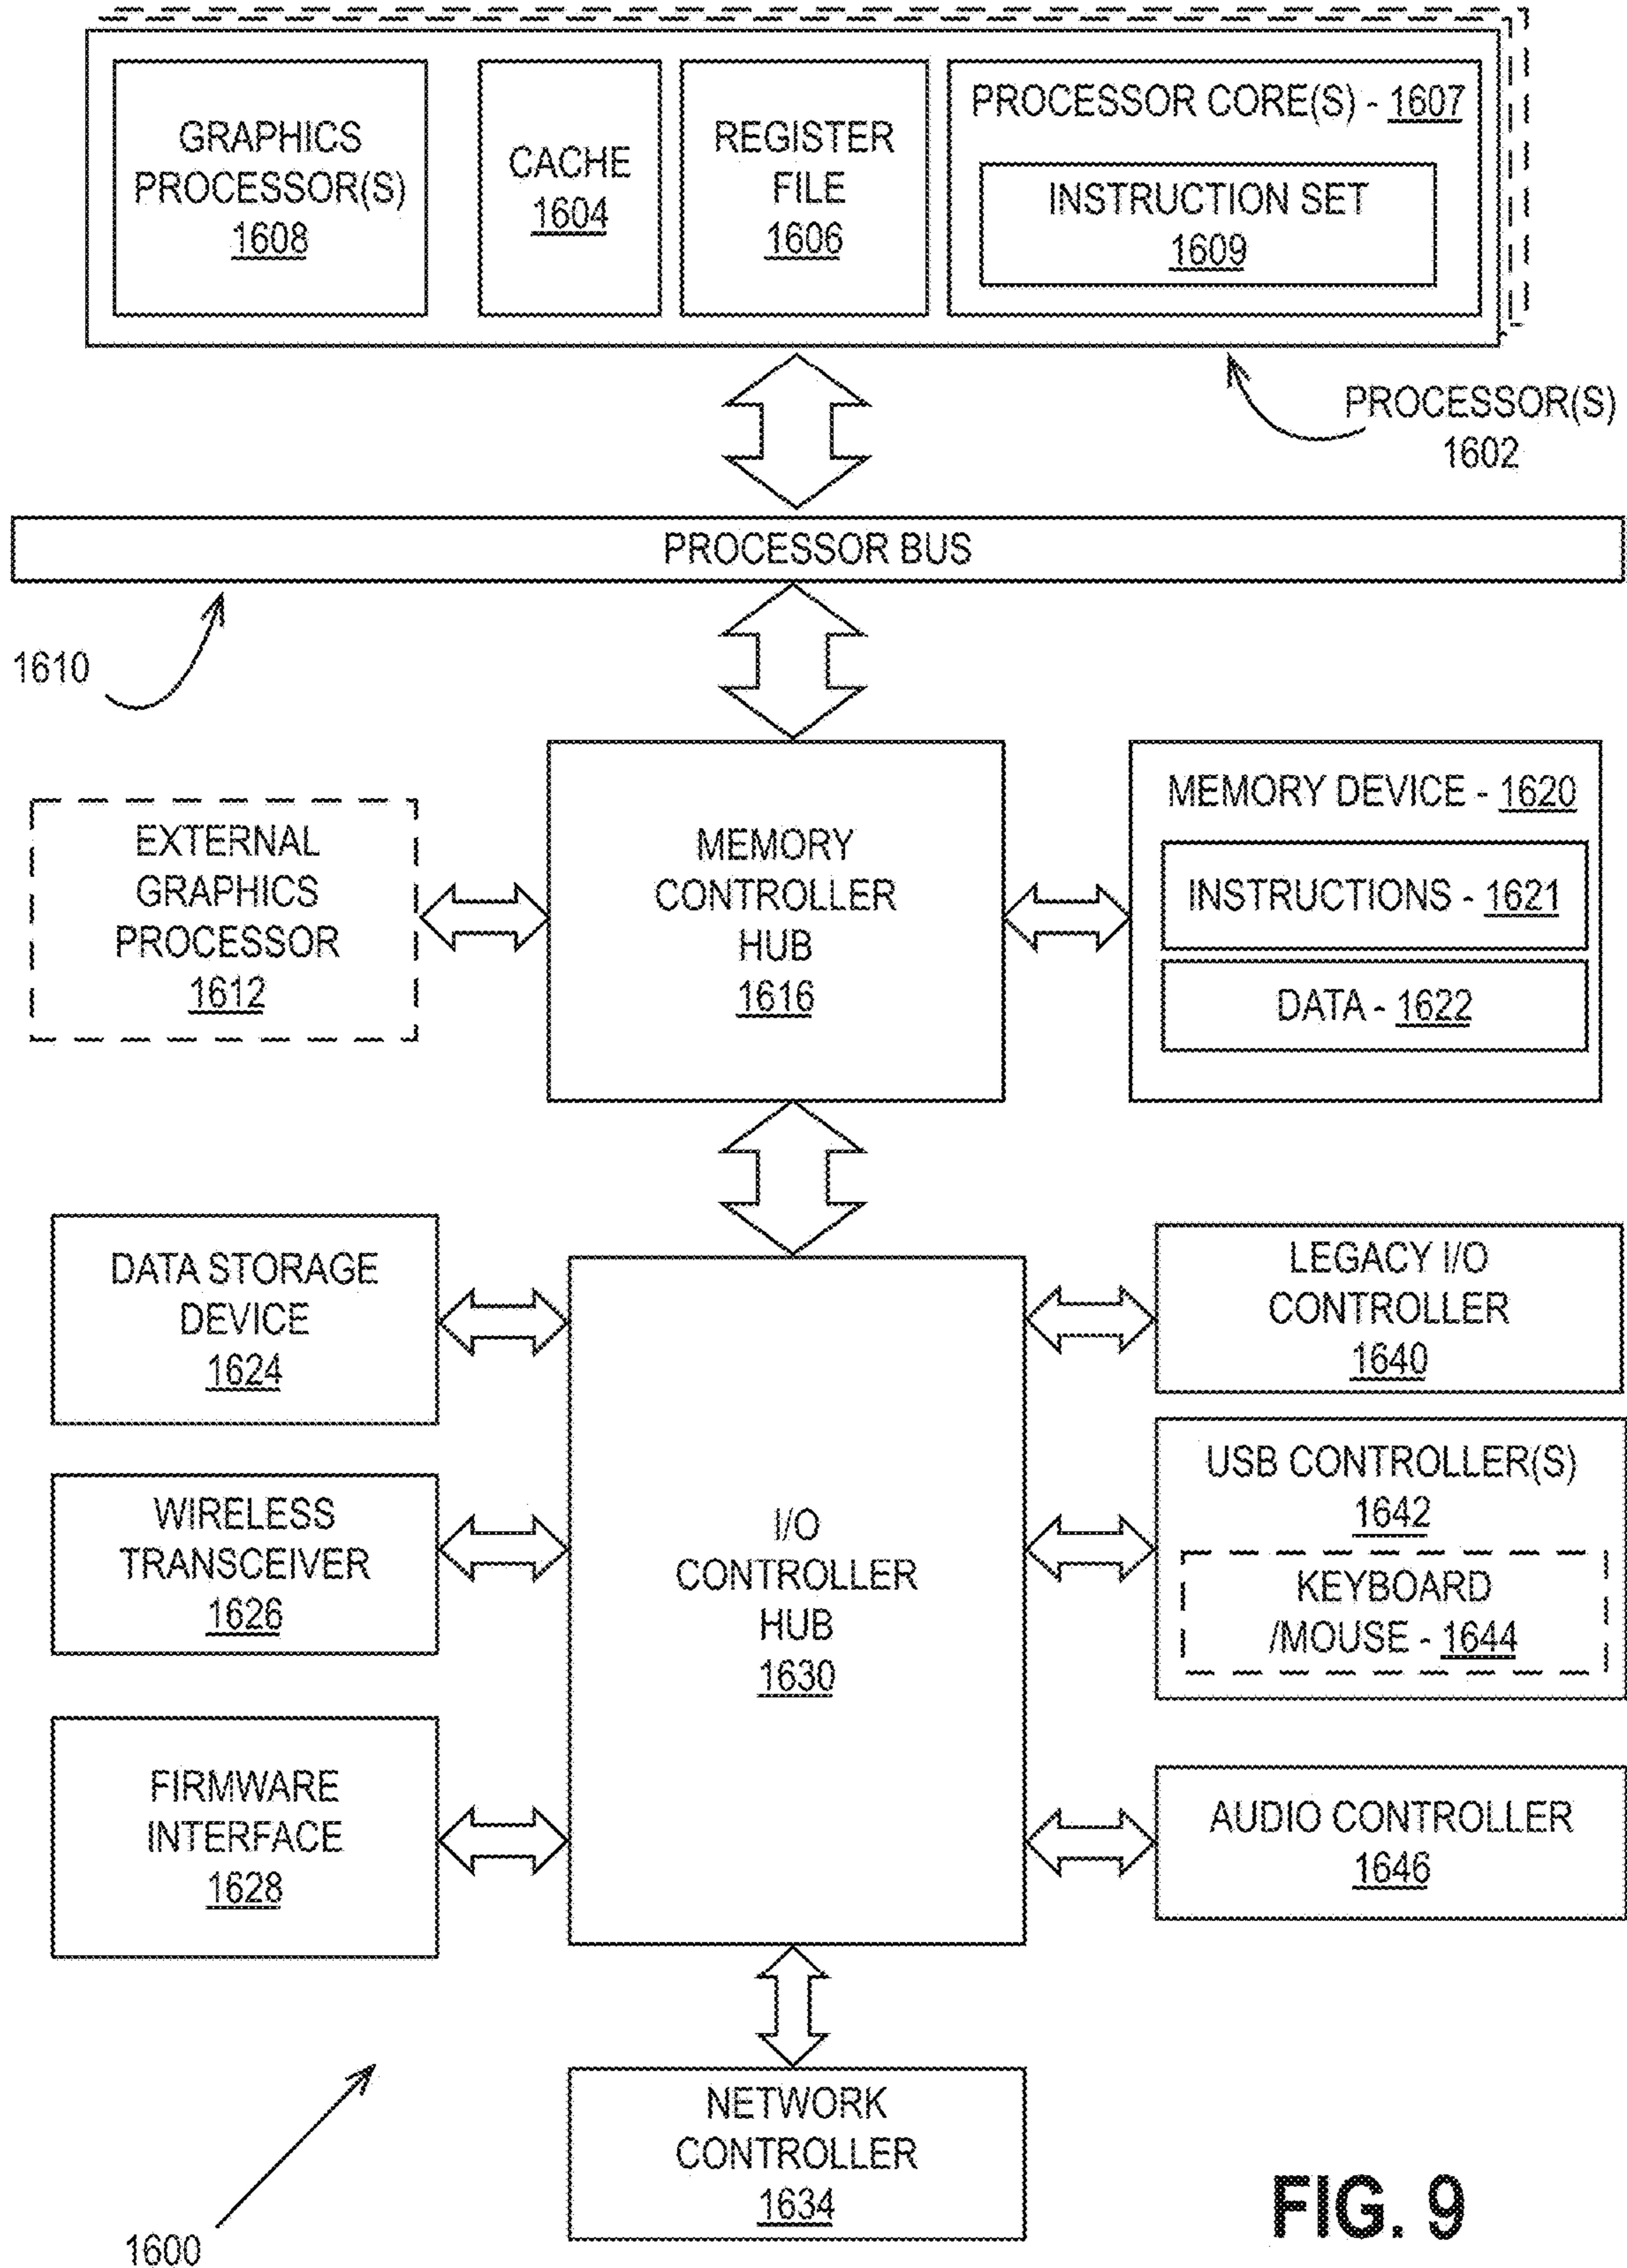 GRAPHICS
PROCESSOR(S)
1608
CACHE
1604
REGISTER
FILE
1606
PROCESSOR CORE(S) - 1607
INSTRUCTION SET
1609
PROCESSOR(S)
1602
PROCESSOR BUS
1610
EXTERNAL
GRAPHICS
PROCESSOR
1612
MEMORY
CONTROLLER
HUB
1616
MEMORY DEVICE - 1620
INSTRUCTIONS - 1621
DATA - 1622
DATA STORAGE
DEVICE
1624
LEGACY I/O
CONTROLLER
1640
WIRELESS
TRANSCEIVER
1626
I/O
CONTROLLER
HUB
1630
USB CONTROLLER(S)
1642
KEYBOARD
/MOUSE - 1644
FIRMWARE
INTERFACE
1628
AUDIO CONTROLLER
1646
NETWORK
CONTROLLER
1634
1600
FIG. 9